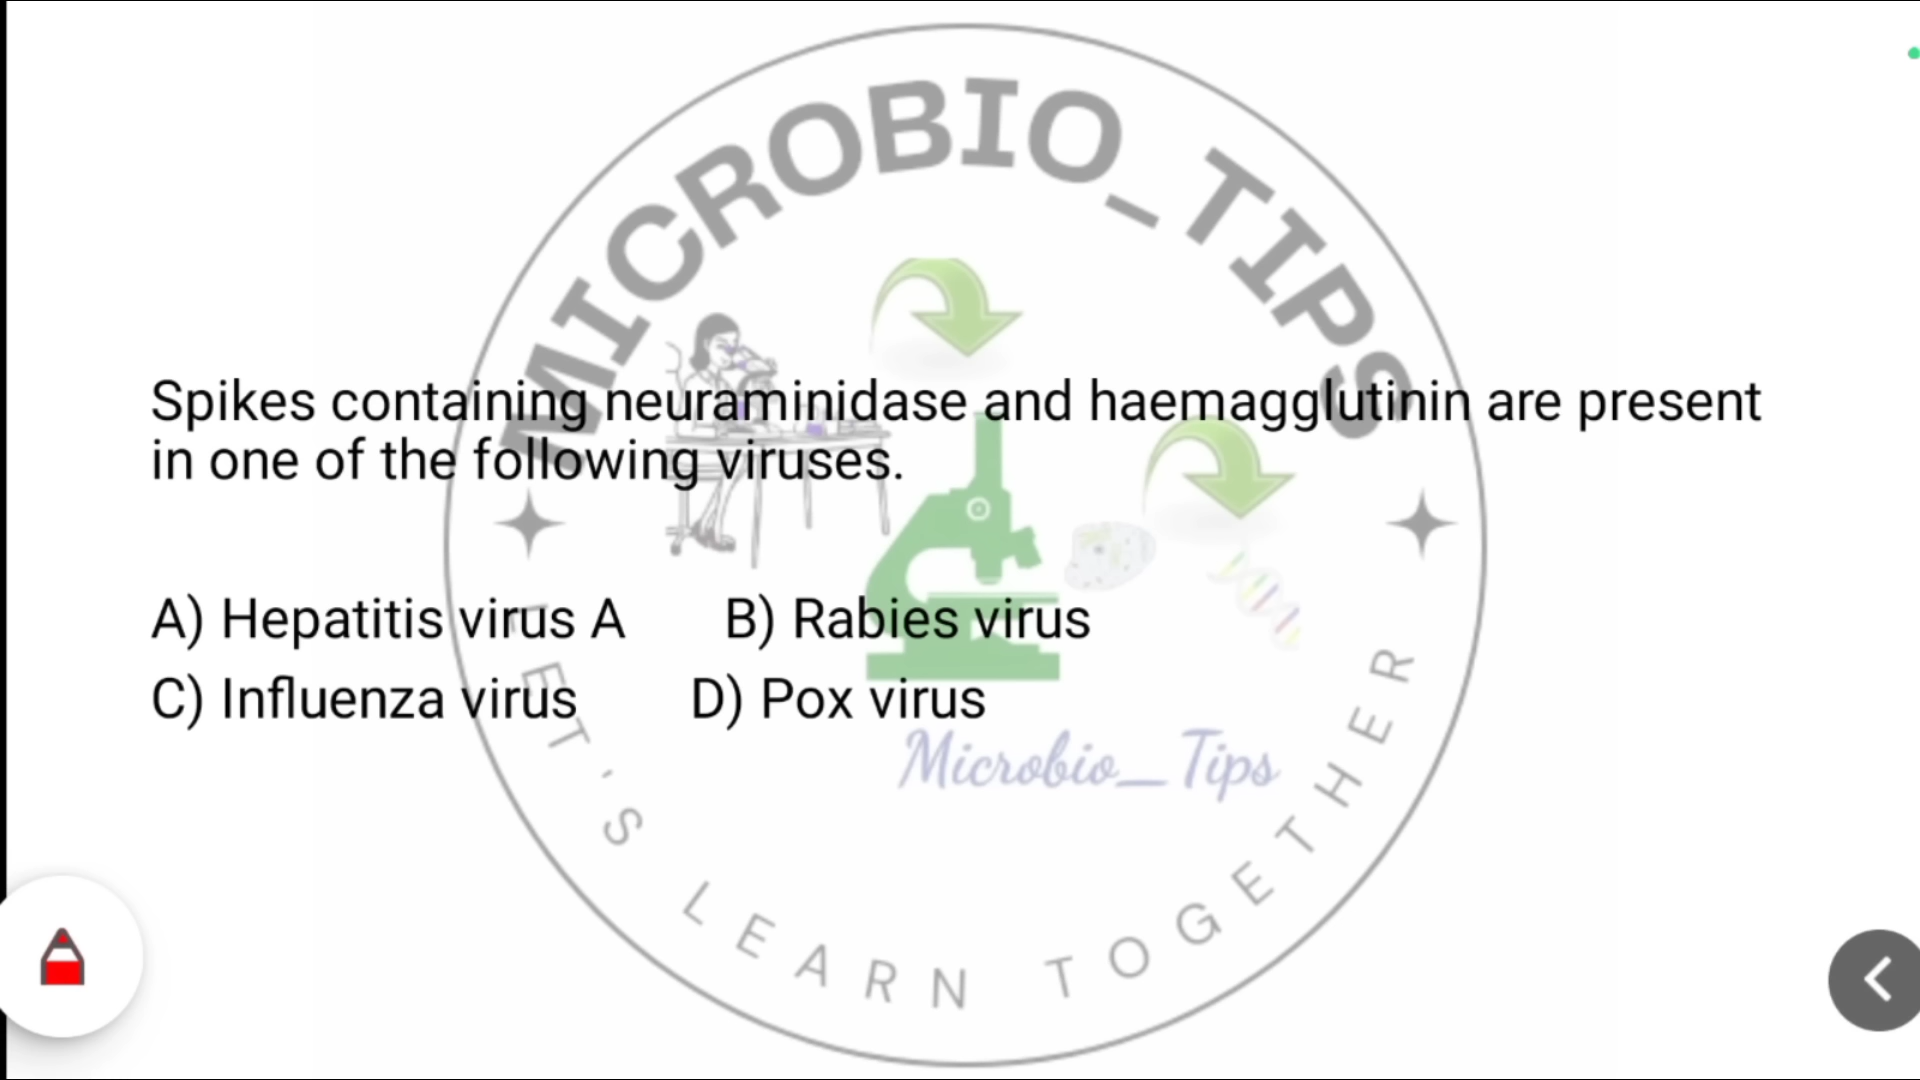 MICROBIO_TIPS
Spikes containing neuraminidase and haemagglutinin are present
in one of the following viruses.
A) Hepatitis virus A B) Rabies virus
C) Influenza virus D) Pox virus
Microbio_Tips
LET'S LEARN TOGETHER